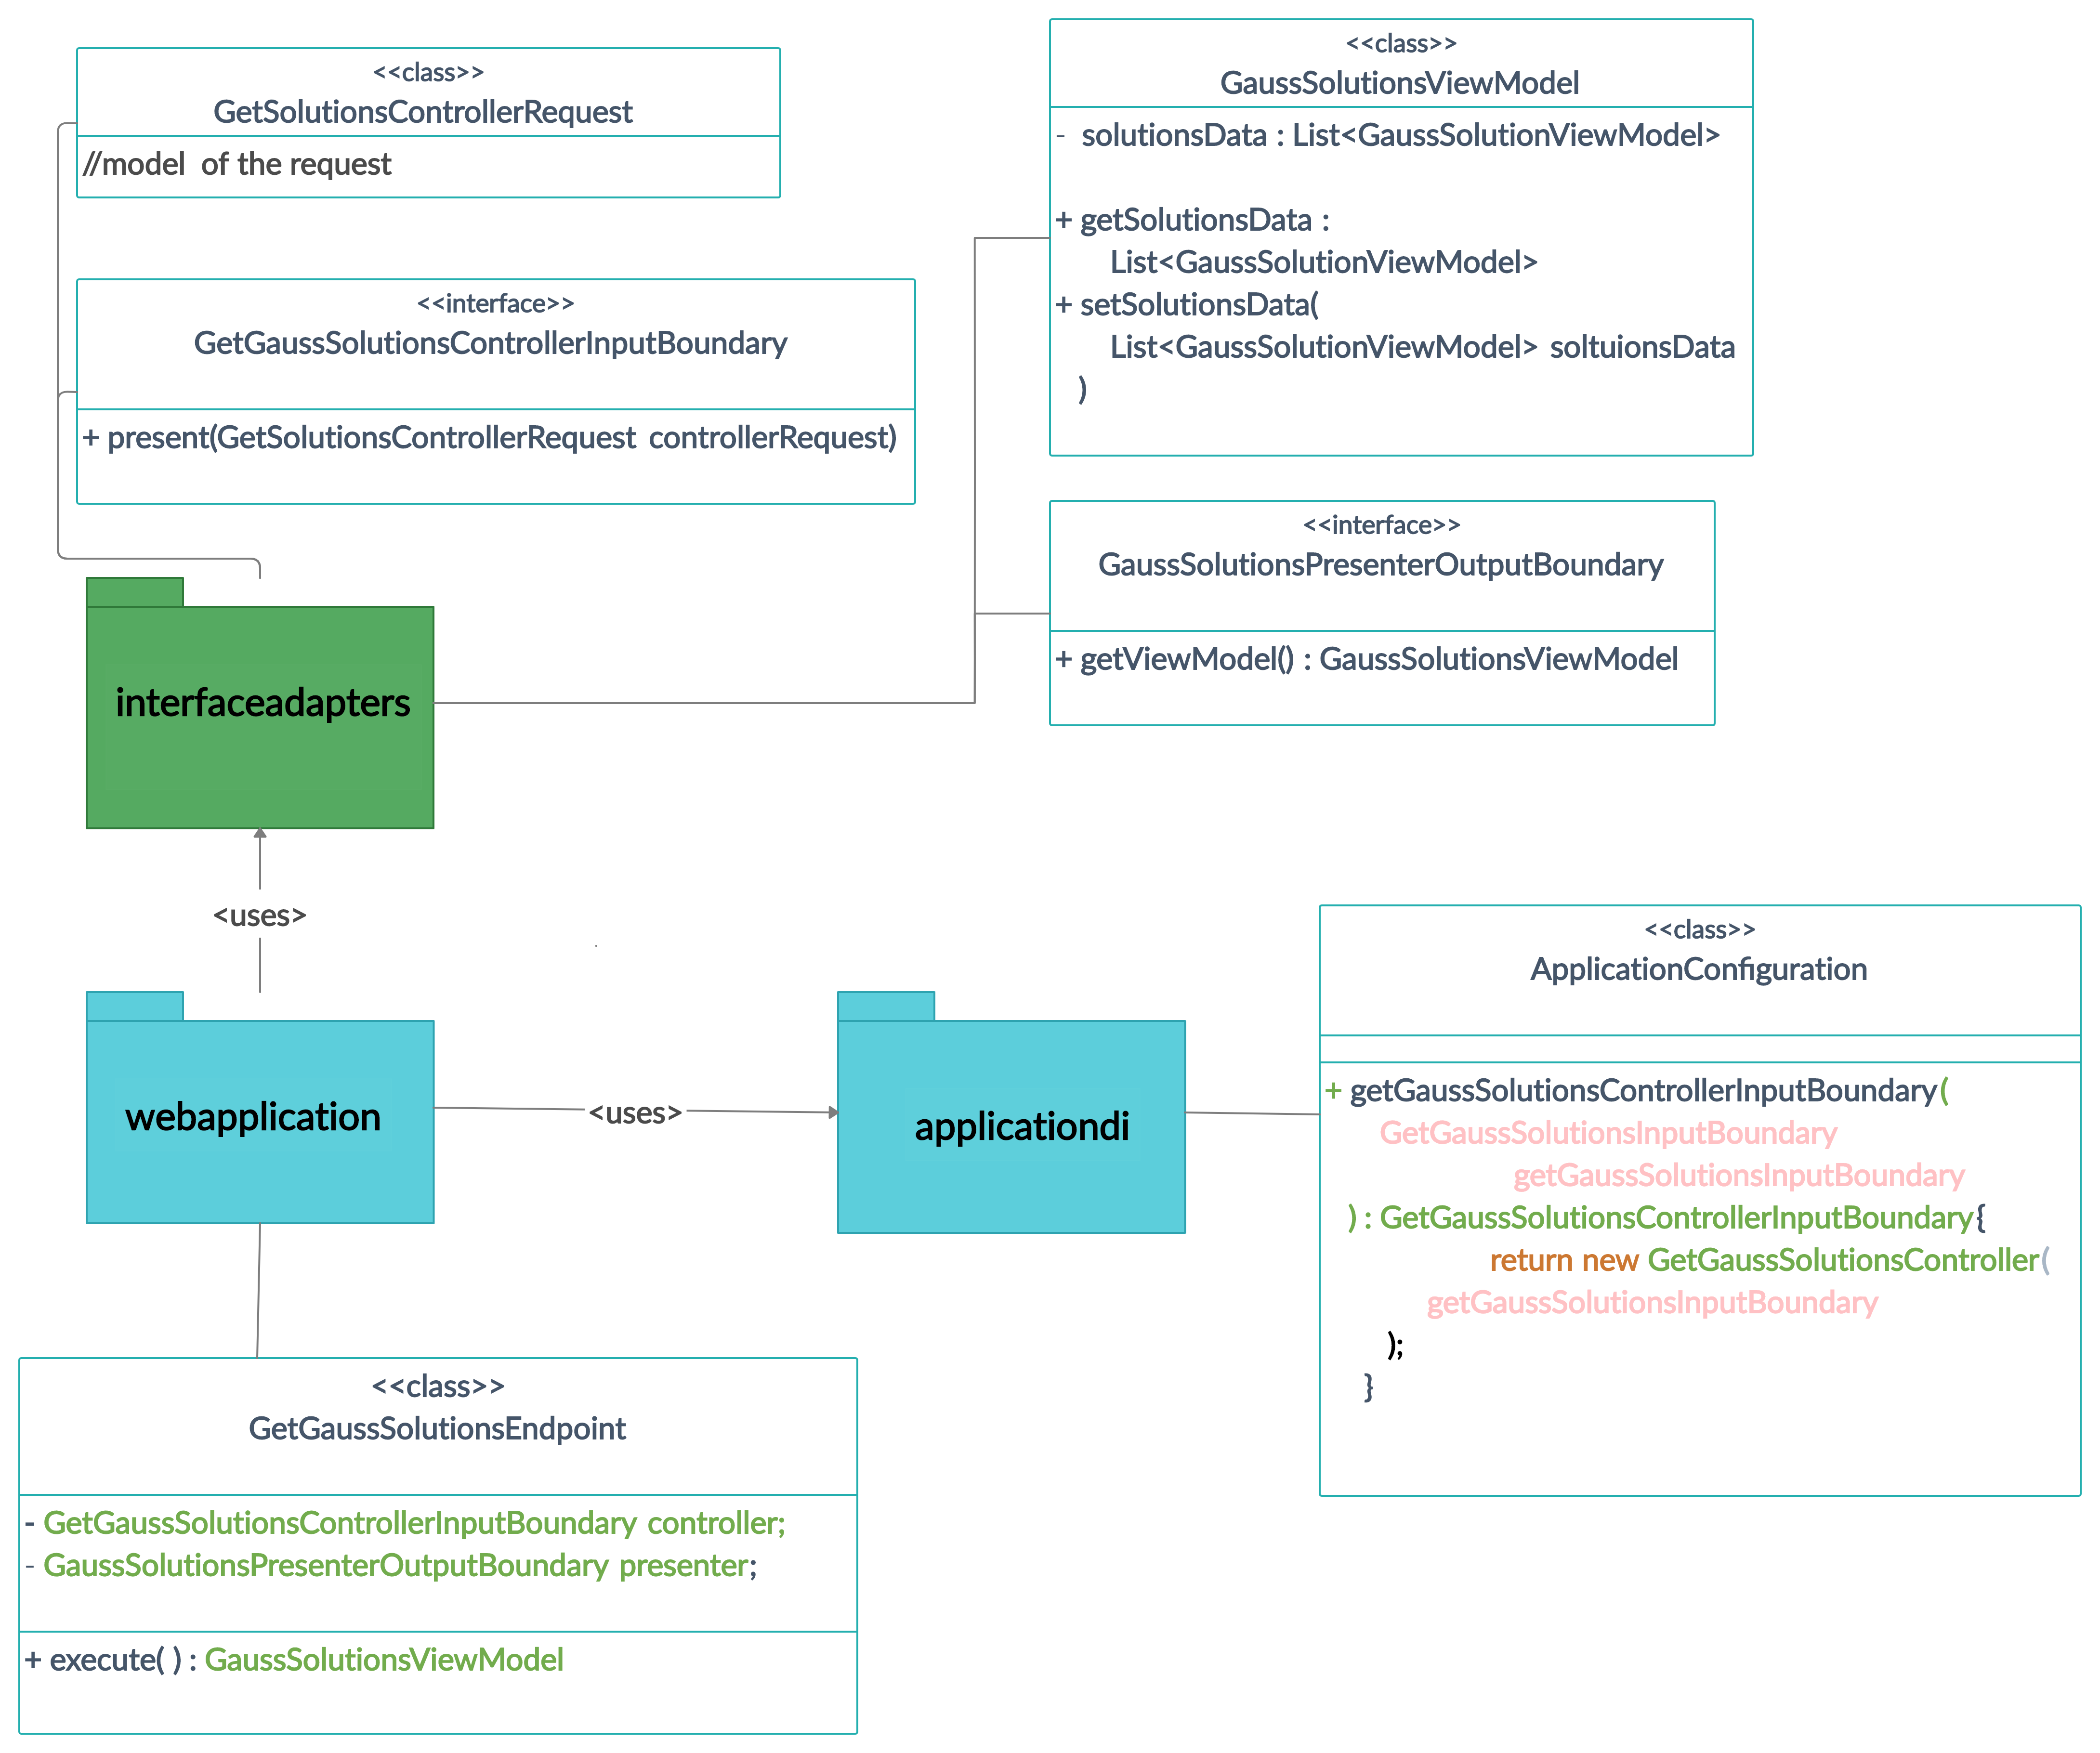 <<class>>
GetSolutionsControllerRequest
//model  of the request
<<interface>>
GetGaussSolutionsControllerInputBoundary
+ present(GetSolutionsControllerRequest controllerRequest)
<<class>>
GaussSolutionsViewModel
- solutionsData : List<GaussSolutionViewModel>
+ getSolutionsData :
List<GaussSolutionViewModel>
+ setSolutionsData(
List<GaussSolutionViewModel> soltuionsData
)
<<interface>>
GaussSolutionsPresenterOutputBoundary
+ getViewModel() : GaussSolutionsViewModel
interfaceadapters
<uses>
webapplication
<uses>
applicationdi
<<class>>
ApplicationConfiguration
+ getGaussSolutionsControllerInputBoundary(
GetGaussSolutionsInputBoundary
getGaussSolutionsInputBoundary
) : GetGaussSolutionsControllerInputBoundary{
return new GetGaussSolutionsController(
getGaussSolutionsInputBoundary
);
}
<<class>>
GetGaussSolutionsEndpoint
- GetGaussSolutionsControllerInputBoundary controller;
- GaussSolutionsPresenterOutputBoundary presenter;
+ execute( ) : GaussSolutionsViewModel